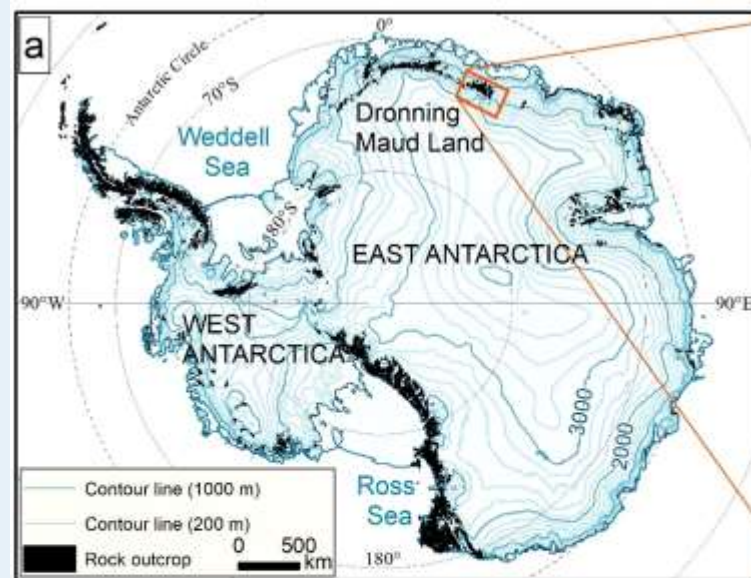 a
0°
Antarctic Circle
70°S
Weddell
Sea
Dronning
Maud Land
80°S
EAST ANTARCTICA
90°W
90°E
WEST
ANTARCTICA
3000
2000
Ross
Sea
Contour line (1000 m)
Contour line (200 m)
Rock outcrop
0 500
km
180°